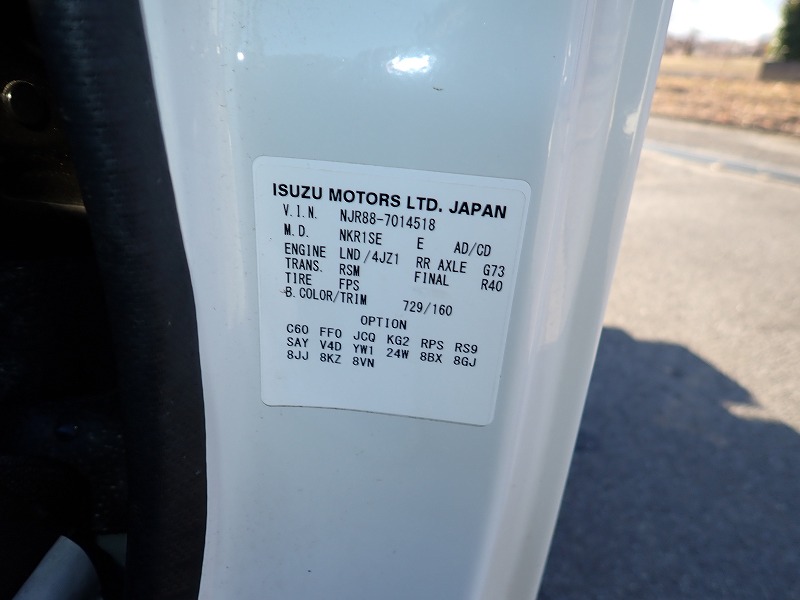 ISUZU MOTORS LTD. JAPAN
V.I.N. NJR88-7014518
M.D. NKR1SE E AD/CD
ENGINE LND/4JZ1 RR AXLE G73
TRANS. RSM FINAL R40
TIRE FPS
B.COLOR/TRIM 729/160
OPTION
C60 FF0 JCQ KG2 RPS RS9
SAY V4D YW1 24W 8BX 8GJ
8JJ 8KZ 8VN